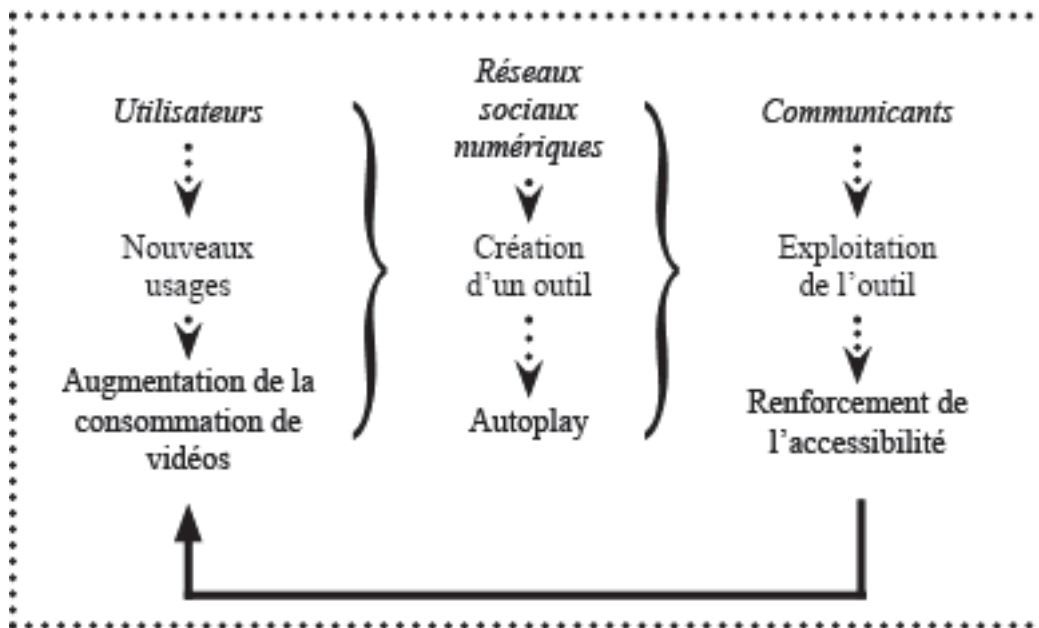 Utilisateurs
Nouveaux
usages
Augmentation de la
consommation de
vidéos
Réseaux
sociaux
numériques
Création
d’un outil
Autoplay
Communicants
Exploitation
de l’outil
Renforcement de
l’accessibilité